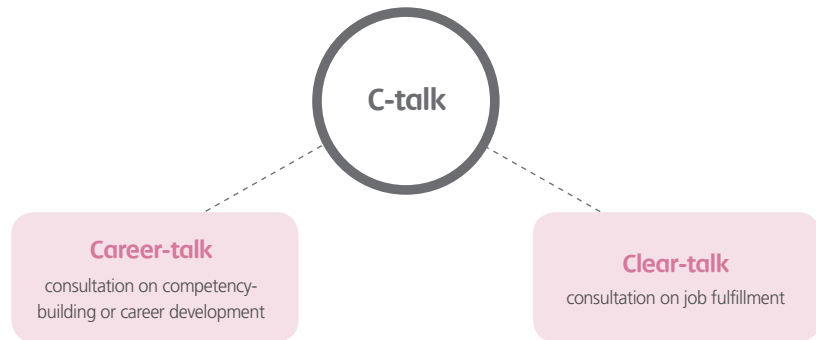 C-talk
Career-talk
consultation on competency-
building or career development
Clear-talk
consultation on job fulfillment